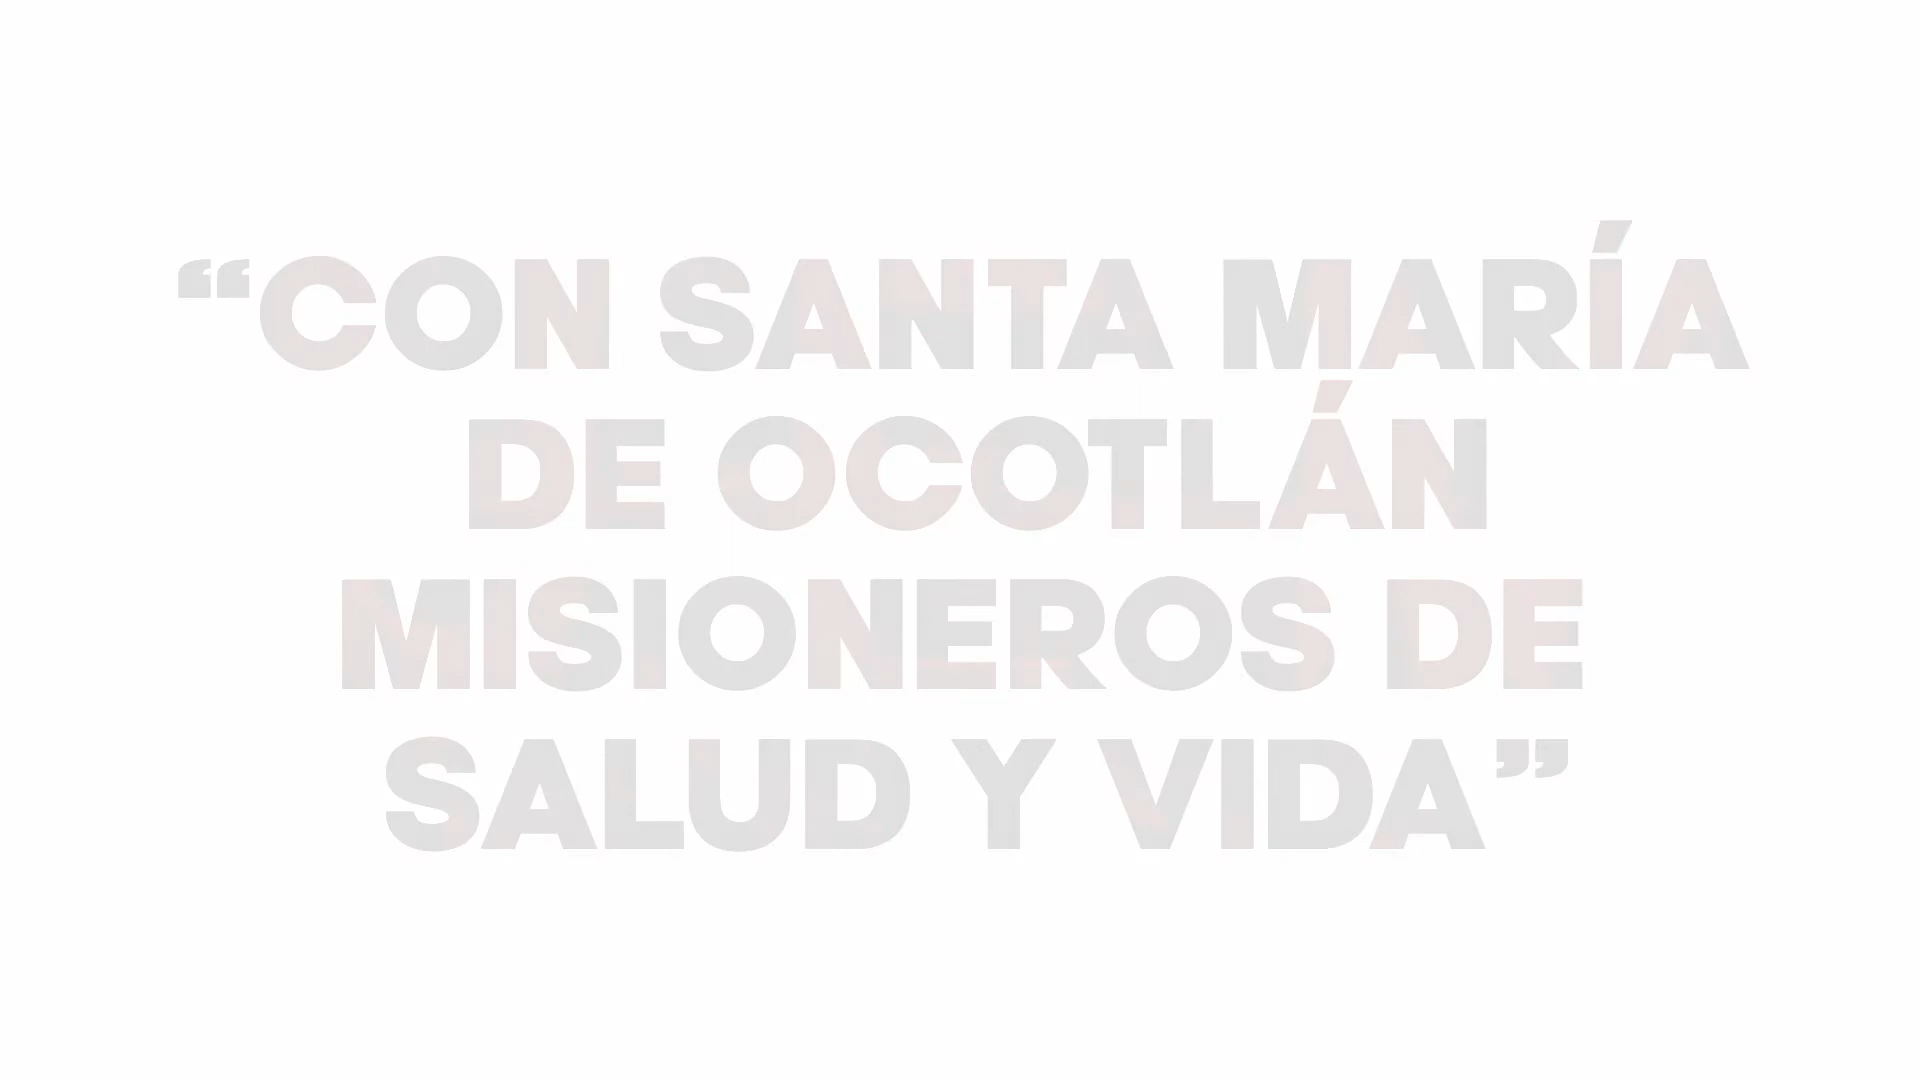 “CON SANTA MARÍA
DE OCOTLÁN
MISIONEROS DE
SALUD Y VIDA”